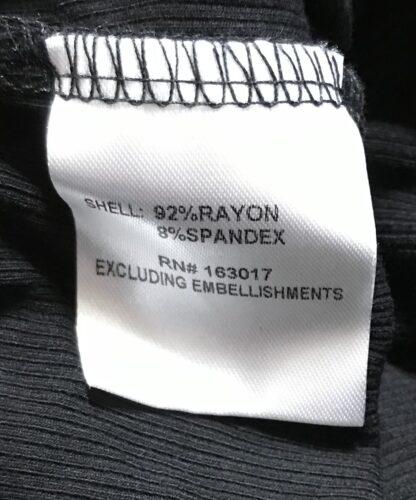 SHELL: 92%RAYON
8%SPANDEX
RN# 163017
EXCLUDING EMBELLISHMENTS